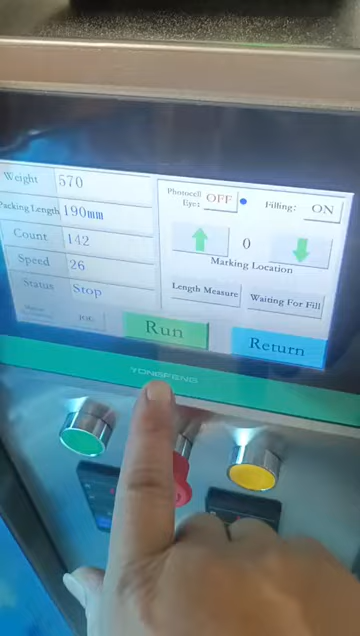 Weight 570
Packing Length 190mm
Count 142
Speed 26
Status Stop
Photocell Eye: OFF
Filling: ON
0
Marking Location
Length Measure
Waiting For Fill
Run
Return
YONGFENG